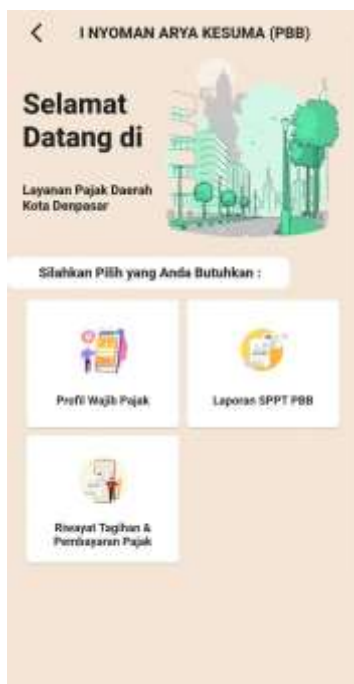 I NYOMAN ARYA KESUMA (PBB)
Selamat
Datang di
Layanan Pajak Daerah
Kota Denpasar
Silahkan Pilih yang Anda Butuhkan :
Profil Wajib Pajak
Laporan SPPT PBB
Riwayat Tagihan &
Pembayaran Pajak